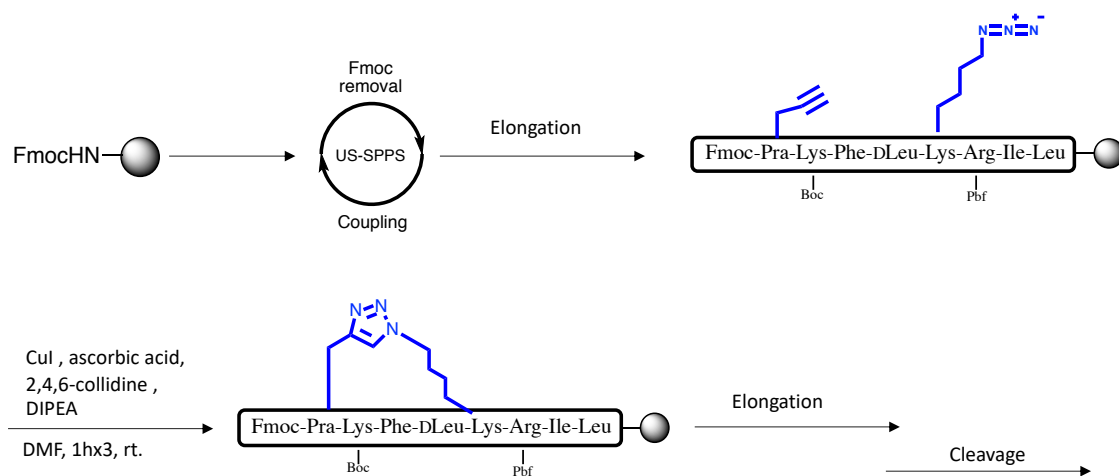 Fmoc
removal
FmocHN
US-SPPS
Coupling
Elongation
N=N=N
+ −
Fmoc-Pra-Lys-Phe-DLeu-Lys-Arg-Ile-Leu
Boc
Pbf
CuI , ascorbic acid,
2,4,6-collidine ,
DIPEA
DMF, 1hx3, rt.
N
N
N
Fmoc-Pra-Lys-Phe-DLeu-Lys-Arg-Ile-Leu
Boc
Pbf
Elongation
Cleavage